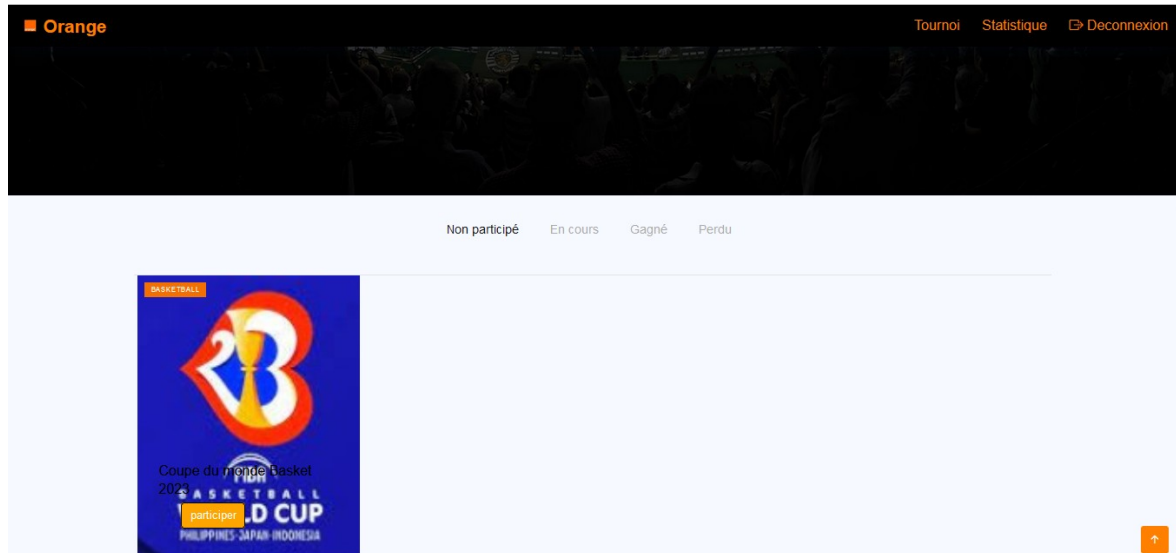 Orange
Tournoi Statistique Deconnexion
Non participé En cours Gagné Perdu
BASKETBALL
Coupe du monde Basket
2023
FIBA
BASKETBALL
WORLD CUP
participer
PHILIPPINES·JAPAN·INDONESIA